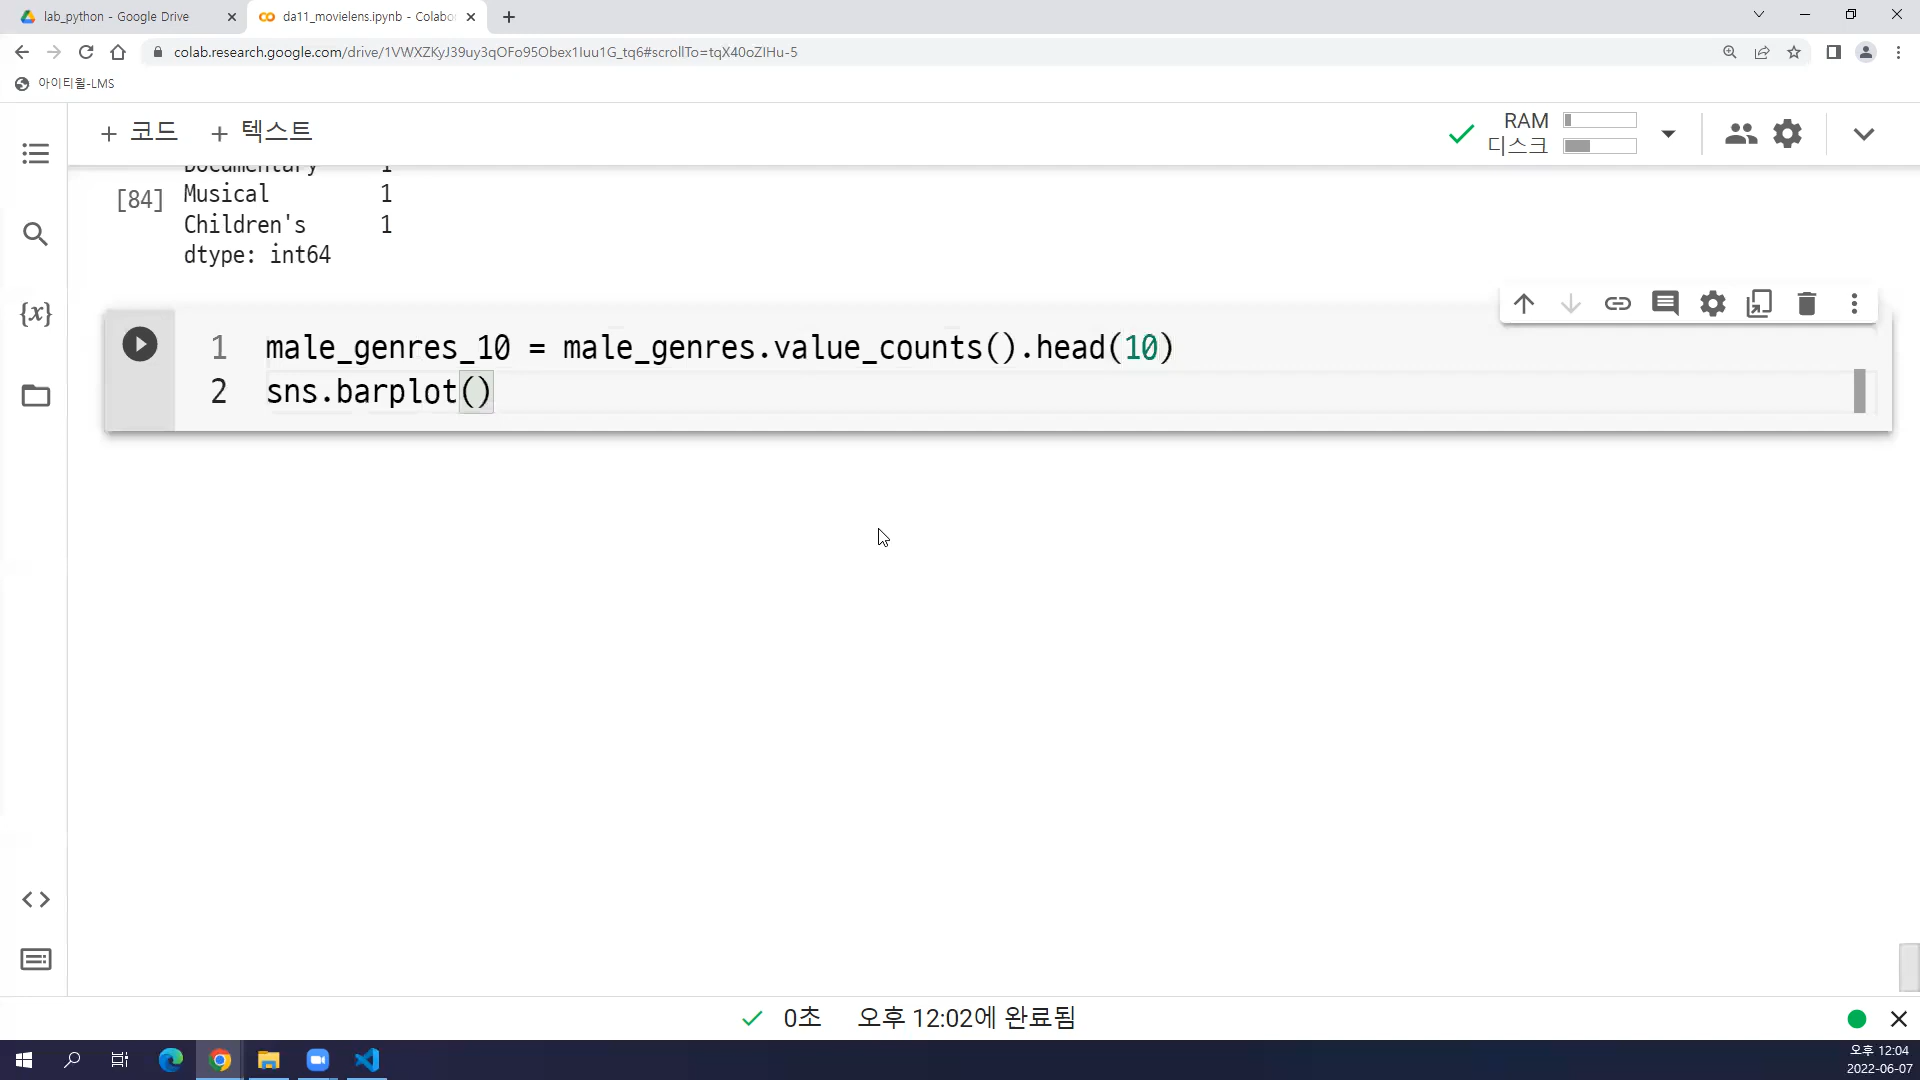 lab_python - Google Drive
da11_movielens.ipynb - Colabo
colab.research.google.com/drive/1VWXZKyJ39uy3qOFo95Obex1Iuu1G_tq6#scrollTo=tqX40oZIHu-5
아이티윌-LMS
+ 코드 + 텍스트
RAM
디스크
Documentary 1
[84] Musical 1
Children's 1
dtype: int64
{x}
1 male_genres_10 = male_genres.value_counts().head(10)
2 sns.barplot()
0초 오후 12:02에 완료됨
오후 12:04
2022-06-07